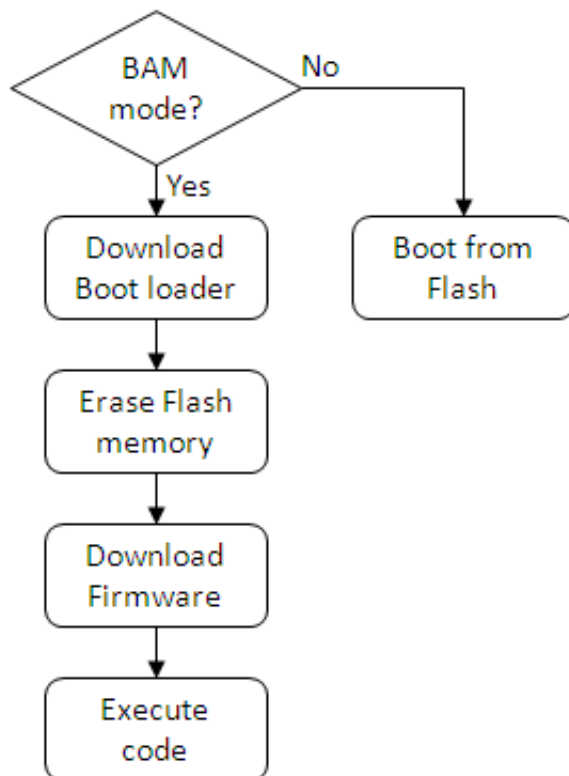 BAM
mode?
No
Yes
Download
Boot loader
Boot from
Flash
Erase Flash
memory
Download
Firmware
Execute
code